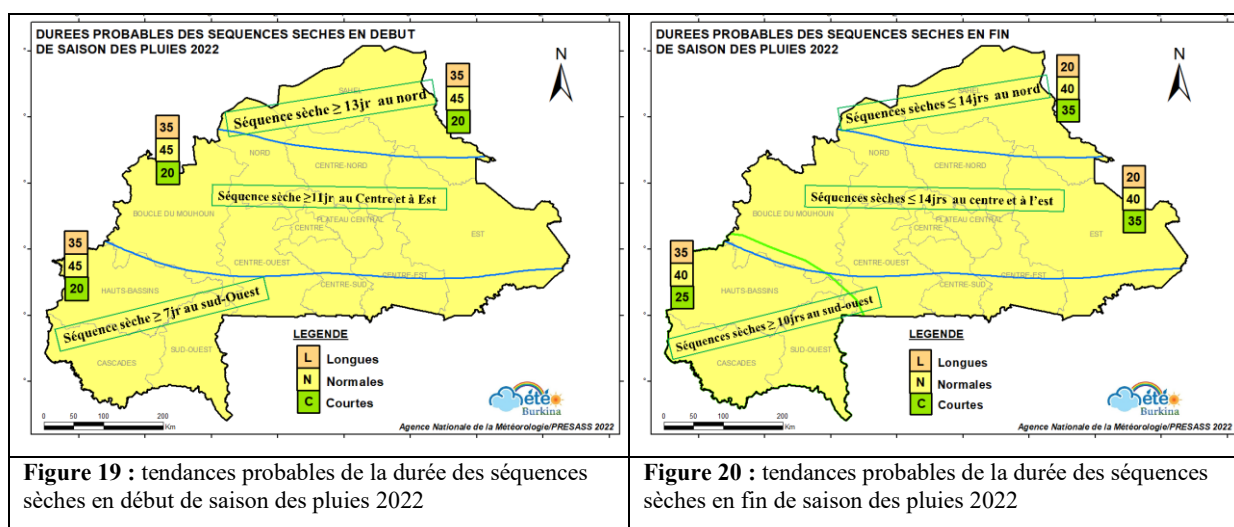 DUREES PROBABLES DES SEQUENCES SECHES EN DEBUT
DE SAISON DES PLUIES 2022
N
35
45
20
SAHEL
Séquence sèche ≥ 13jr au nord
35
45
20
NORD
CENTRE-NORD
Séquence sèche ≥11jr au Centre et à Est
BOUCLE DU MOUHOUN
PLATEAU CENTRAL
CENTRE
EST
35
45
20
CENTRE-OUEST
CENTRE-EST
HAUTS-BASSINS
CENTRE-SUD
Séquence sèche ≥ 7jr au sud-Ouest
SUD-OUEST
CASCADES
LEGENDE
L Longues
N Normales
C Courtes
0 50 100 200
Km
été
Burkina
Agence Nationale de la Météorologie/PRESASS 2022
Figure 19 : tendances probables de la durée des séquences
sèches en début de saison des pluies 2022
DUREES PROBABLES DES SEQUENCES SECHES EN FIN
DE SAISON DES PLUIES 2022
N
20
40
35
SAHEL
Séquences sèches ≤ 14jrs au nord
NORD
CENTRE-NORD
20
40
35
Séquences sèches ≤ 14jrs au centre et à l'est
BOUCLE DU MOUHOUN
PLATEAU CENTRAL
CENTRE
EST
35
40
25
CENTRE-OUEST
CENTRE-EST
HAUTS-BASSINS
CENTRE-SUD
Séquences sèches ≥ 10jrs au sud-ouest
SUD-OUEST
CASCADES
LEGENDE
L Longues
N Normales
C Courtes
0 50 100 200
Km
été
Burkina
Agence Nationale de la Météorologie/PRESASS 2022
Figure 20 : tendances probables de la durée des séquences
sèches en fin de saison des pluies 2022